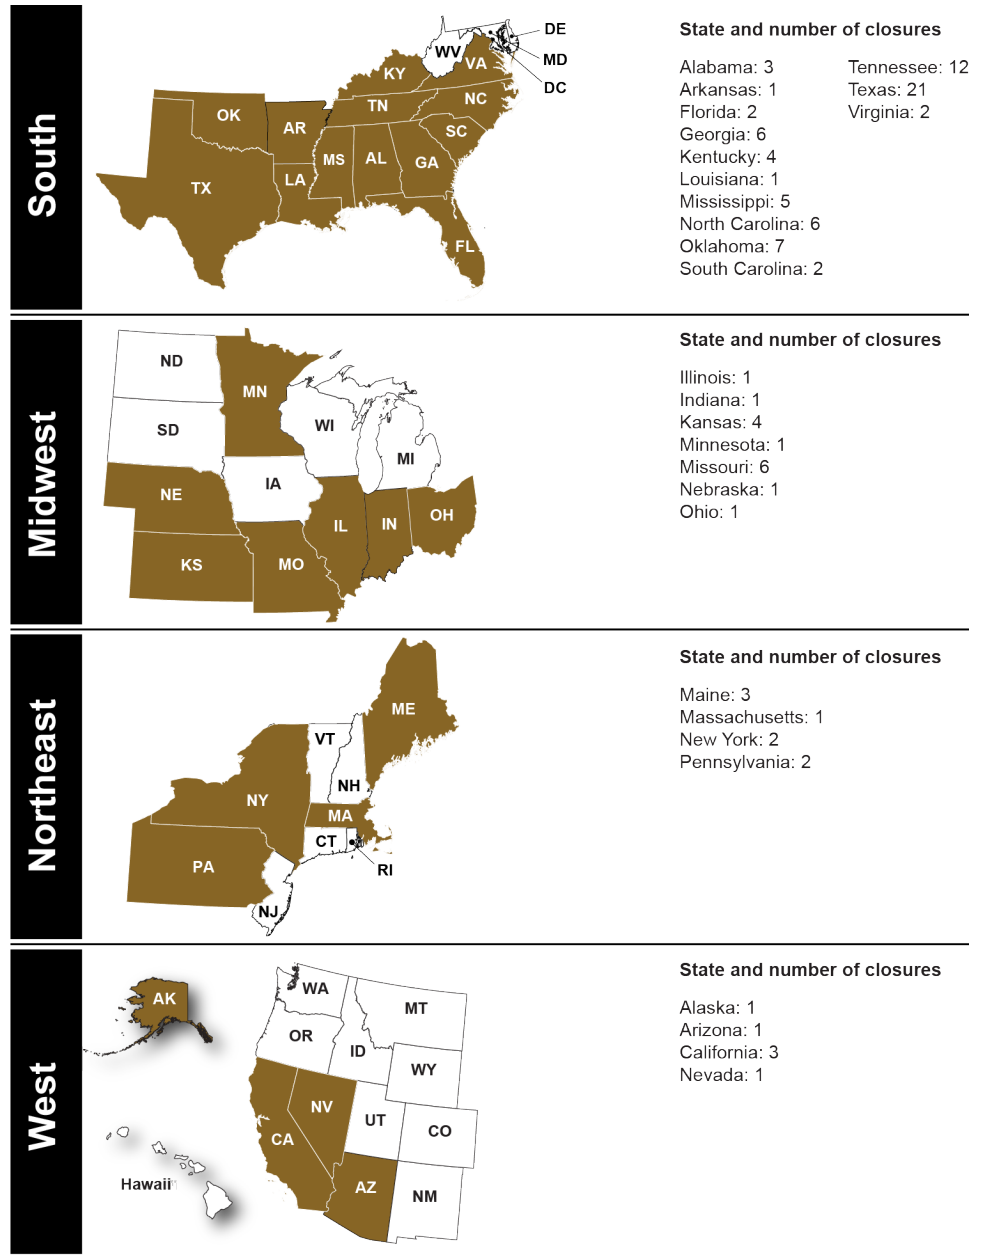 South
WV
DE
MD
DC
KY
VA
TN
NC
OK
AR
SC
MS
AL
GA
LA
TX
FL
State and number of closures
Alabama: 3
Arkansas: 1
Florida: 2
Georgia: 6
Kentucky: 4
Louisiana: 1
Mississippi: 5
North Carolina: 6
Oklahoma: 7
South Carolina: 2
Tennessee: 12
Texas: 21
Virginia: 2
Midwest
ND
MN
SD
WI
MI
IA
NE
IL
IN
OH
KS
MO
State and number of closures
Illinois: 1
Indiana: 1
Kansas: 4
Minnesota: 1
Missouri: 6
Nebraska: 1
Ohio: 1
Northeast
ME
VT
NH
NY
MA
CT
RI
PA
NJ
State and number of closures
Maine: 3
Massachusetts: 1
New York: 2
Pennsylvania: 2
West
AK
WA
MT
OR
ID
WY
NV
UT
CO
CA
Hawaii
AZ
NM
State and number of closures
Alaska: 1
Arizona: 1
California: 3
Nevada: 1